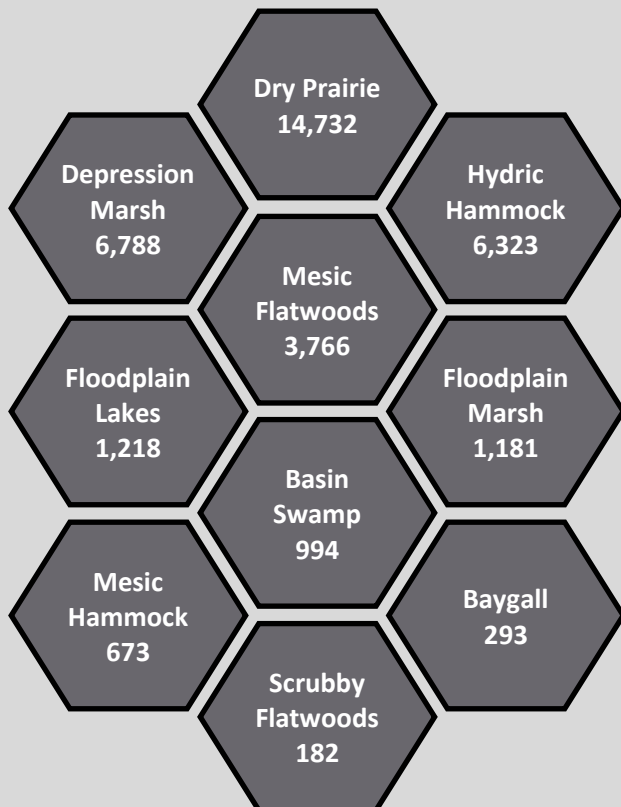 Dry Prairie
14,732
Depression
Marsh
6,788
Hydric
Hammock
6,323
Mesic
Flatwoods
3,766
Floodplain
Lakes
1,218
Floodplain
Marsh
1,181
Basin
Swamp
994
Mesic
Hammock
673
Baygall
293
Scrubby
Flatwoods
182